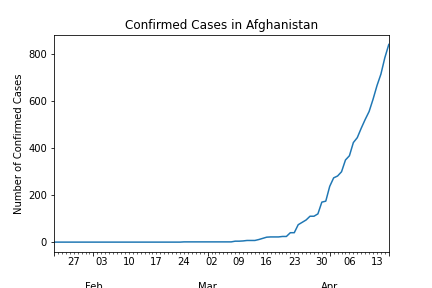 Confirmed Cases in Afghanistan
Number of Confirmed Cases
800
600
400
200
0
27 03 10 17 24 02 09 16 23 30 06 13
Feb Mar Apr